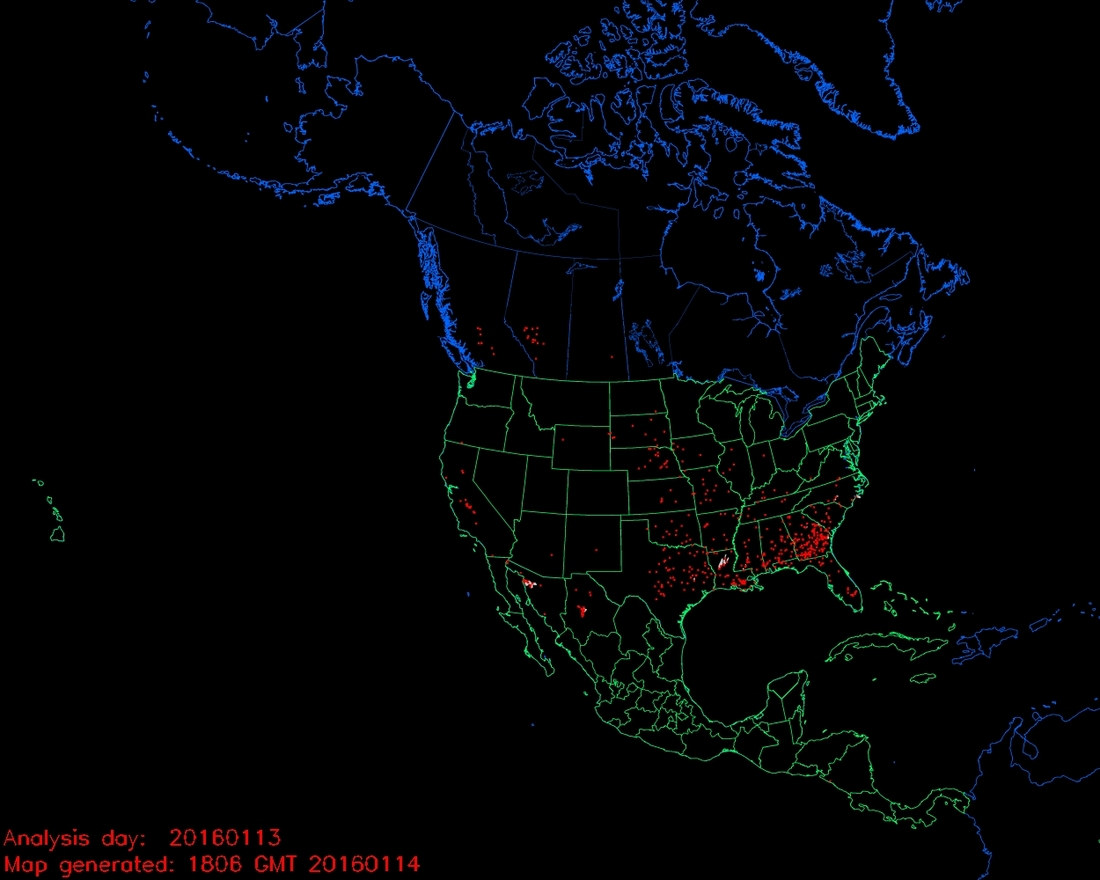 Analysis day: 20160113
Map generated: 1806 GMT 20160114